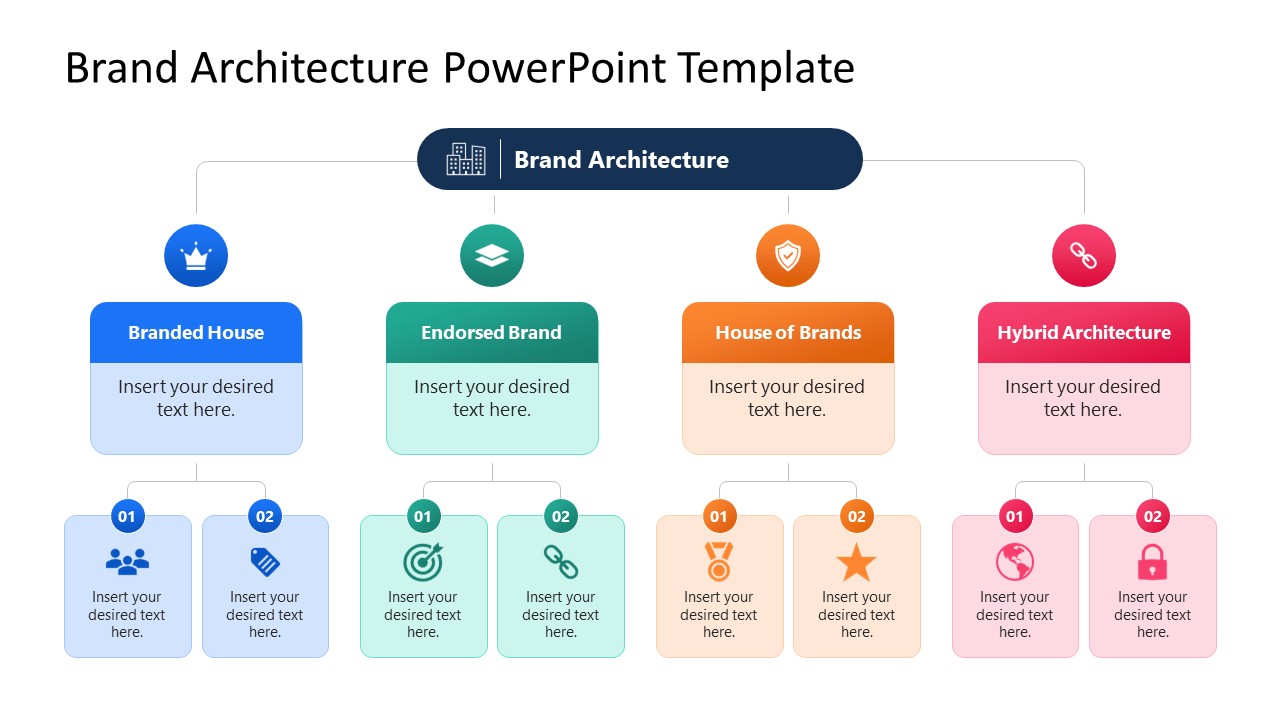 Brand Architecture PowerPoint Template
Brand Architecture
Branded House
Insert your desired
text here.
Endorsed Brand
Insert your desired
text here.
House of Brands
Insert your desired
text here.
Hybrid Architecture
Insert your desired
text here.
01
Insert your
desired text
here.
02
Insert your
desired text
here.
01
Insert your
desired text
here.
02
Insert your
desired text
here.
01
Insert your
desired text
here.
02
Insert your
desired text
here.
01
Insert your
desired text
here.
02
Insert your
desired text
here.